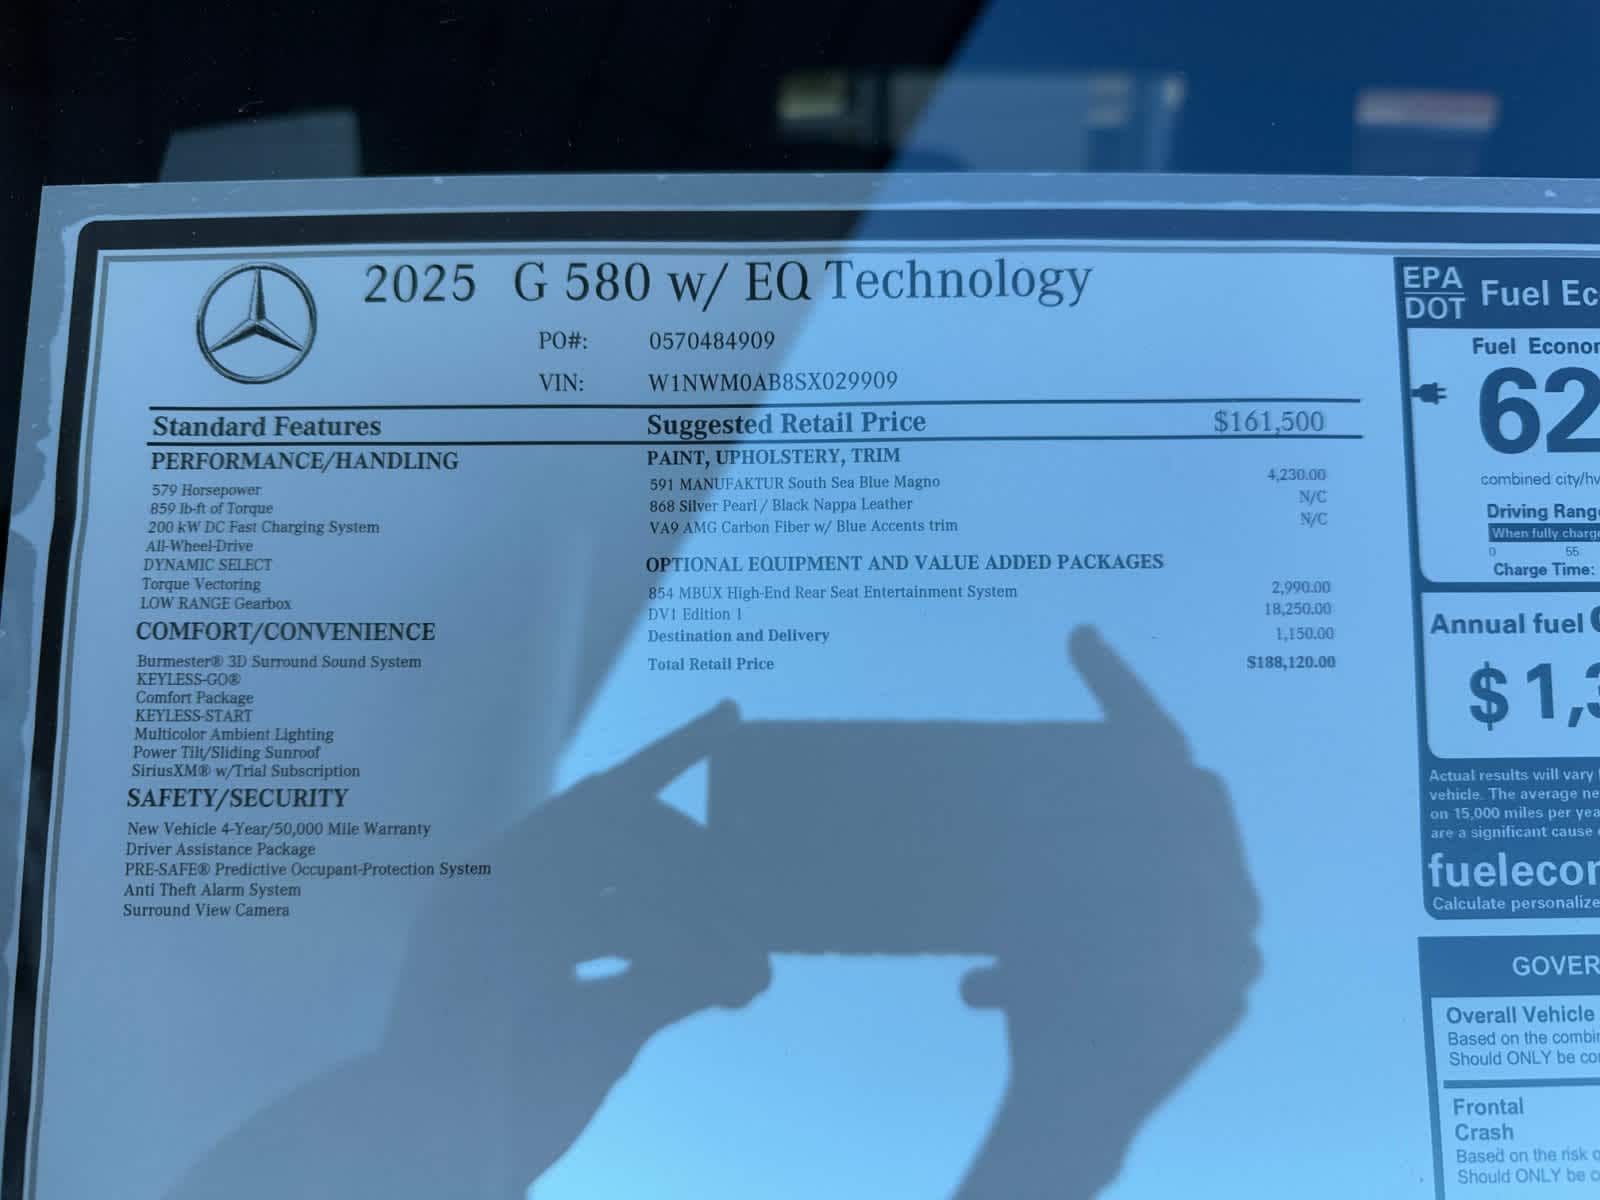 2025 G 580 w/ EQ Technology
PO#: 0570484909
VIN: W1NWM0AB8SX029909
Standard Features
PERFORMANCE/HANDLING
579 Horsepower
859 lb-ft of Torque
200 kW DC Fast Charging System
All-Wheel-Drive
DYNAMIC SELECT
Torque Vectoring
LOW RANGE Gearbox
COMFORT/CONVENIENCE
Burmester® 3D Surround Sound System
KEYLESS-GO®
Comfort Package
KEYLESS-START
Multicolor Ambient Lighting
Power Tilt/Sliding Sunroof
SiriusXM® w/Trial Subscription
SAFETY/SECURITY
New Vehicle 4-Year/50,000 Mile Warranty
Driver Assistance Package
PRE-SAFE® Predictive Occupant-Protection System
Anti Theft Alarm System
Surround View Camera
Suggested Retail Price $161,500
PAINT, UPHOLSTERY, TRIM
591 MANUFAKTUR South Sea Blue Magno 4,230.00
868 Silver Pearl / Black Nappa Leather N/C
VA9 AMG Carbon Fiber w/ Blue Accents trim N/C
OPTIONAL EQUIPMENT AND VALUE ADDED PACKAGES
854 MBUX High-End Rear Seat Entertainment System 2,990.00
DV1 Edition 1 18,250.00
Destination and Delivery 1,150.00
Total Retail Price $188,120.00
EPA
DOT
Fuel Ec
Fuel Econo
62
combined city/hw
Driving Rang
When fully charg
0 55
Charge Time:
Annual fuel
$1,3
Actual results will vary
vehicle. The average ne
on 15,000 miles per yea
are a significant cause
fuelecon
Calculate personalize
GOVER
Overall Vehicle
Based on the combi
Should ONLY be co
Frontal
Crash
Based on the risk o
Should ONLY be c